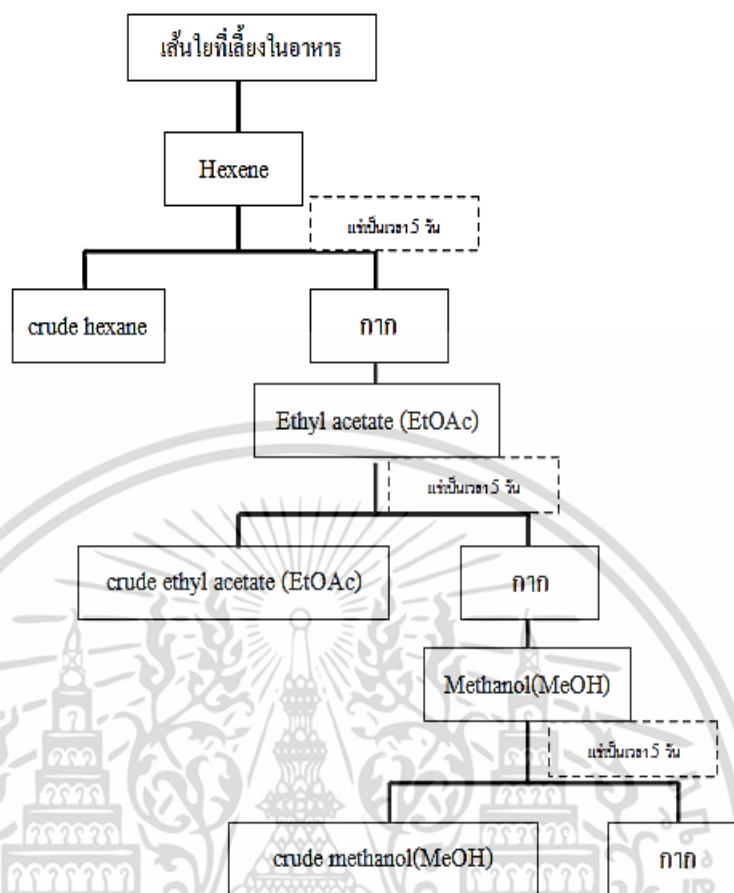 เส้นใยที่เลี้ยงในอาหาร
Hexene
แช่เป็นเวลา 5 วัน
crude hexane
กาก
Ethyl acetate (EtOAc)
แช่เป็นเวลา 5 วัน
crude ethyl acetate (EtOAc)
กาก
Methanol(MeOH)
แช่เป็นเวลา 5 วัน
crude methanol(MeOH)
กาก